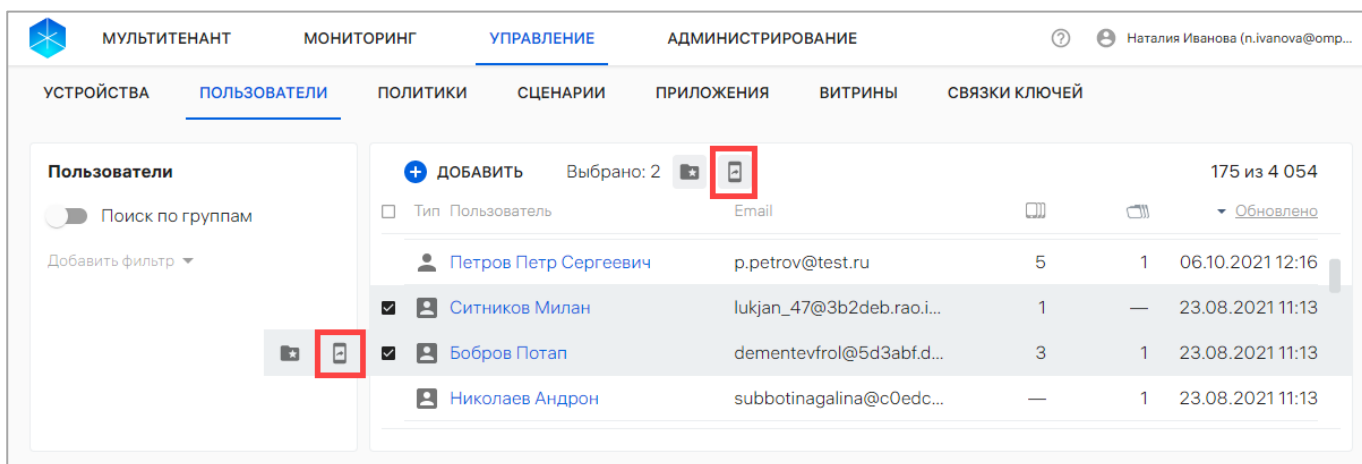 МУЛЬТИТЕНАНТ МОНИТОРИНГ УПРАВЛЕНИЕ АДМИНИСТРИРОВАНИЕ ? Наталия Иванова (n.ivanova@omp...
УСТРОЙСТВА ПОЛЬЗОВАТЕЛИ ПОЛИТИКИ СЦЕНАРИИ ПРИЛОЖЕНИЯ ВИТРИНЫ СВЯЗКИ КЛЮЧЕЙ
Пользователи
Поиск по группам
Добавить фильтр
ДОБАВИТЬ Выбрано: 2 175 из 4 054
Тип Пользователь Email Обновлено
Петров Петр Сергеевич p.petrov@test.ru 5 1 06.10.2021 12:16
Ситников Милан lukjan_47@3b2deb.rao.i... 1 — 23.08.2021 11:13
Бобров Потап dementevfrol@5d3abf.d... 3 1 23.08.2021 11:13
Николаев Андрон subbotinagalina@c0edc... — 1 23.08.2021 11:13